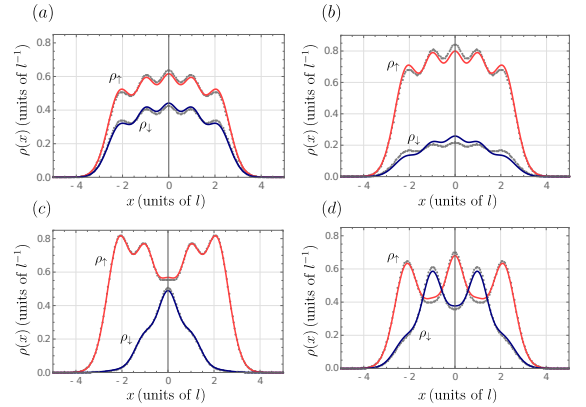 (a)
(b)
ρ(x) (units of l⁻¹)
0.8
0.6
0.4
0.2
0.0
ρ↑
ρ↓
-4 -2 0 2 4
x (units of l)
ρ(x) (units of l⁻¹)
0.8
0.6
0.4
0.2
0.0
ρ↑
ρ↓
-4 -2 0 2 4
x (units of l)
(c)
(d)
ρ(x) (units of l⁻¹)
0.8
0.6
0.4
0.2
0.0
ρ↑
ρ↓
-4 -2 0 2 4
x (units of l)
ρ(x) (units of l⁻¹)
0.8
0.6
0.4
0.2
0.0
ρ↑
ρ↓
-4 -2 0 2 4
x (units of l)